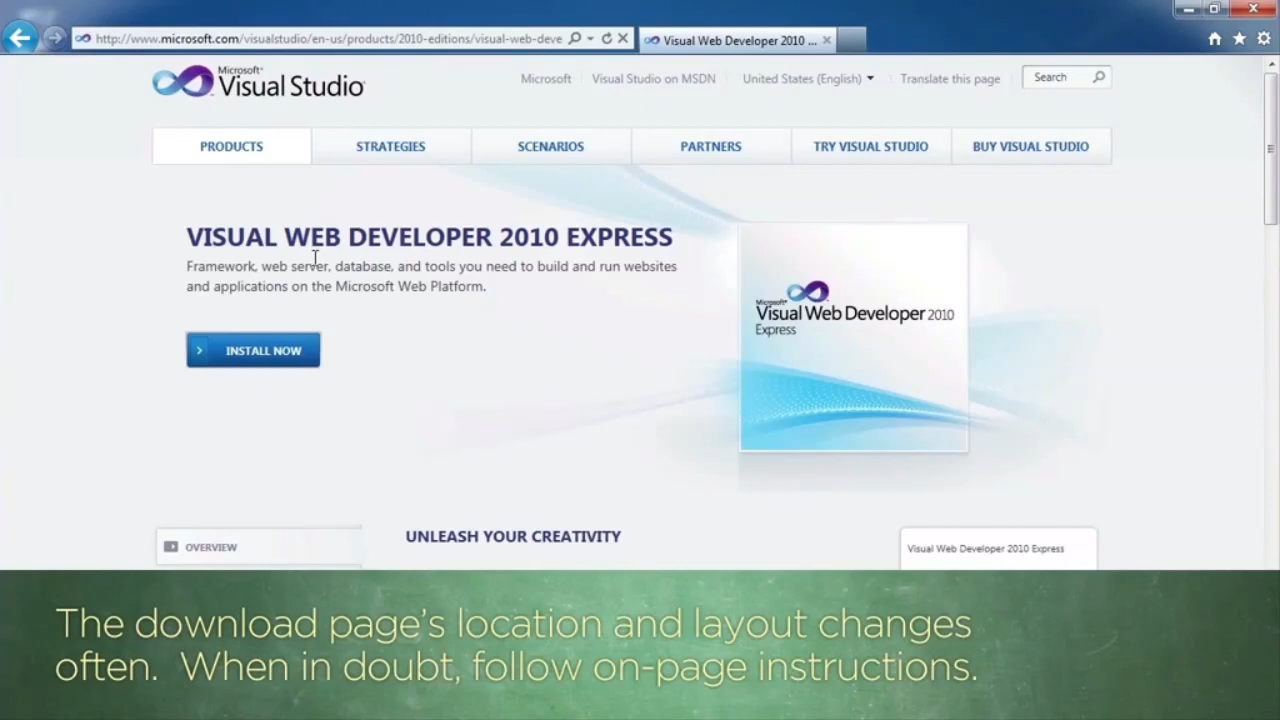 http://www.microsoft.com/visualstudio/en-us/products/2010-editions/visual-web-deve
Visual Web Developer 2010 ...
Microsoft
Visual Studio
Microsoft
Visual Studio on MSDN
United States (English)
Translate this page
Search
PRODUCTS
STRATEGIES
SCENARIOS
PARTNERS
TRY VISUAL STUDIO
BUY VISUAL STUDIO
VISUAL WEB DEVELOPER 2010 EXPRESS
Framework, web server, database, and tools you need to build and run websites
and applications on the Microsoft Web Platform.
INSTALL NOW
Microsoft
Visual Web Developer 2010
Express
OVERVIEW
UNLEASH YOUR CREATIVITY
Visual Web Developer 2010 Express
The download page's location and layout changes
often. When in doubt, follow on-page instructions.